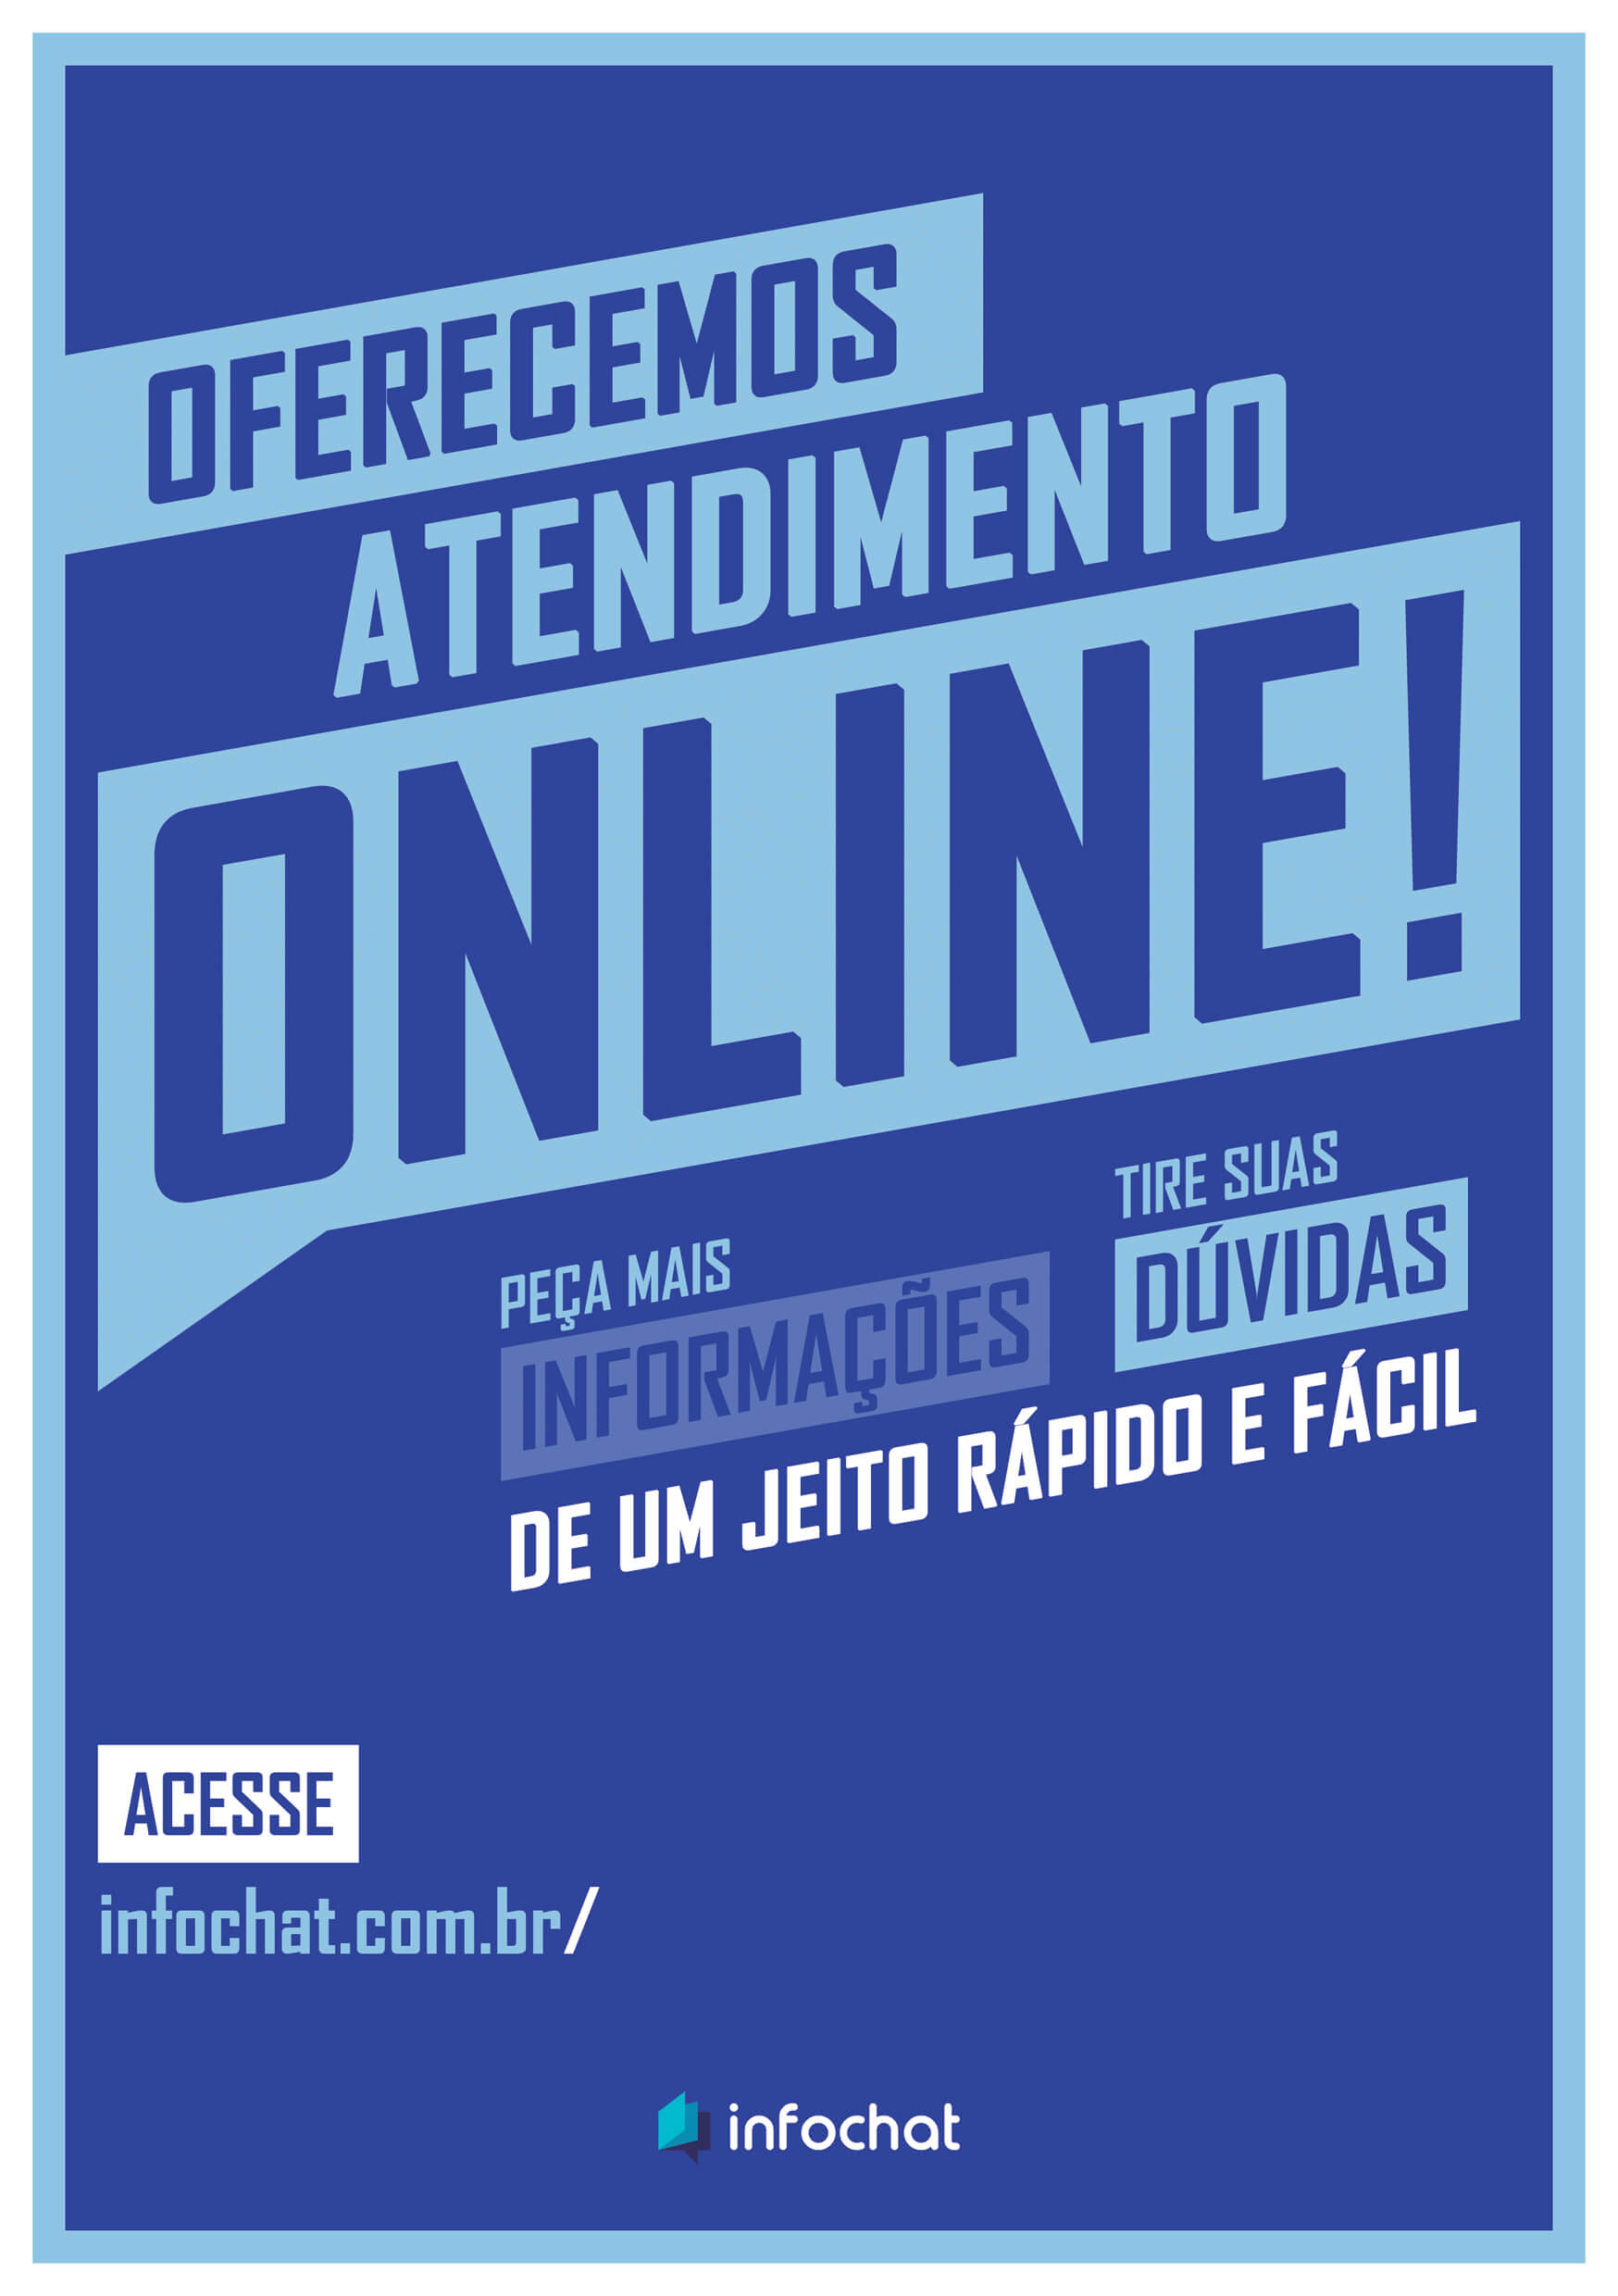 OFERECEMOS
ATENDIMENTO
ONLINE!
PEÇA MAIS
INFORMAÇÕES
TIRE SUAS
DÚVIDAS
DE UM JEITO RÁPIDO E FÁCIL
ACESSE
infochat.com.br/
infochat